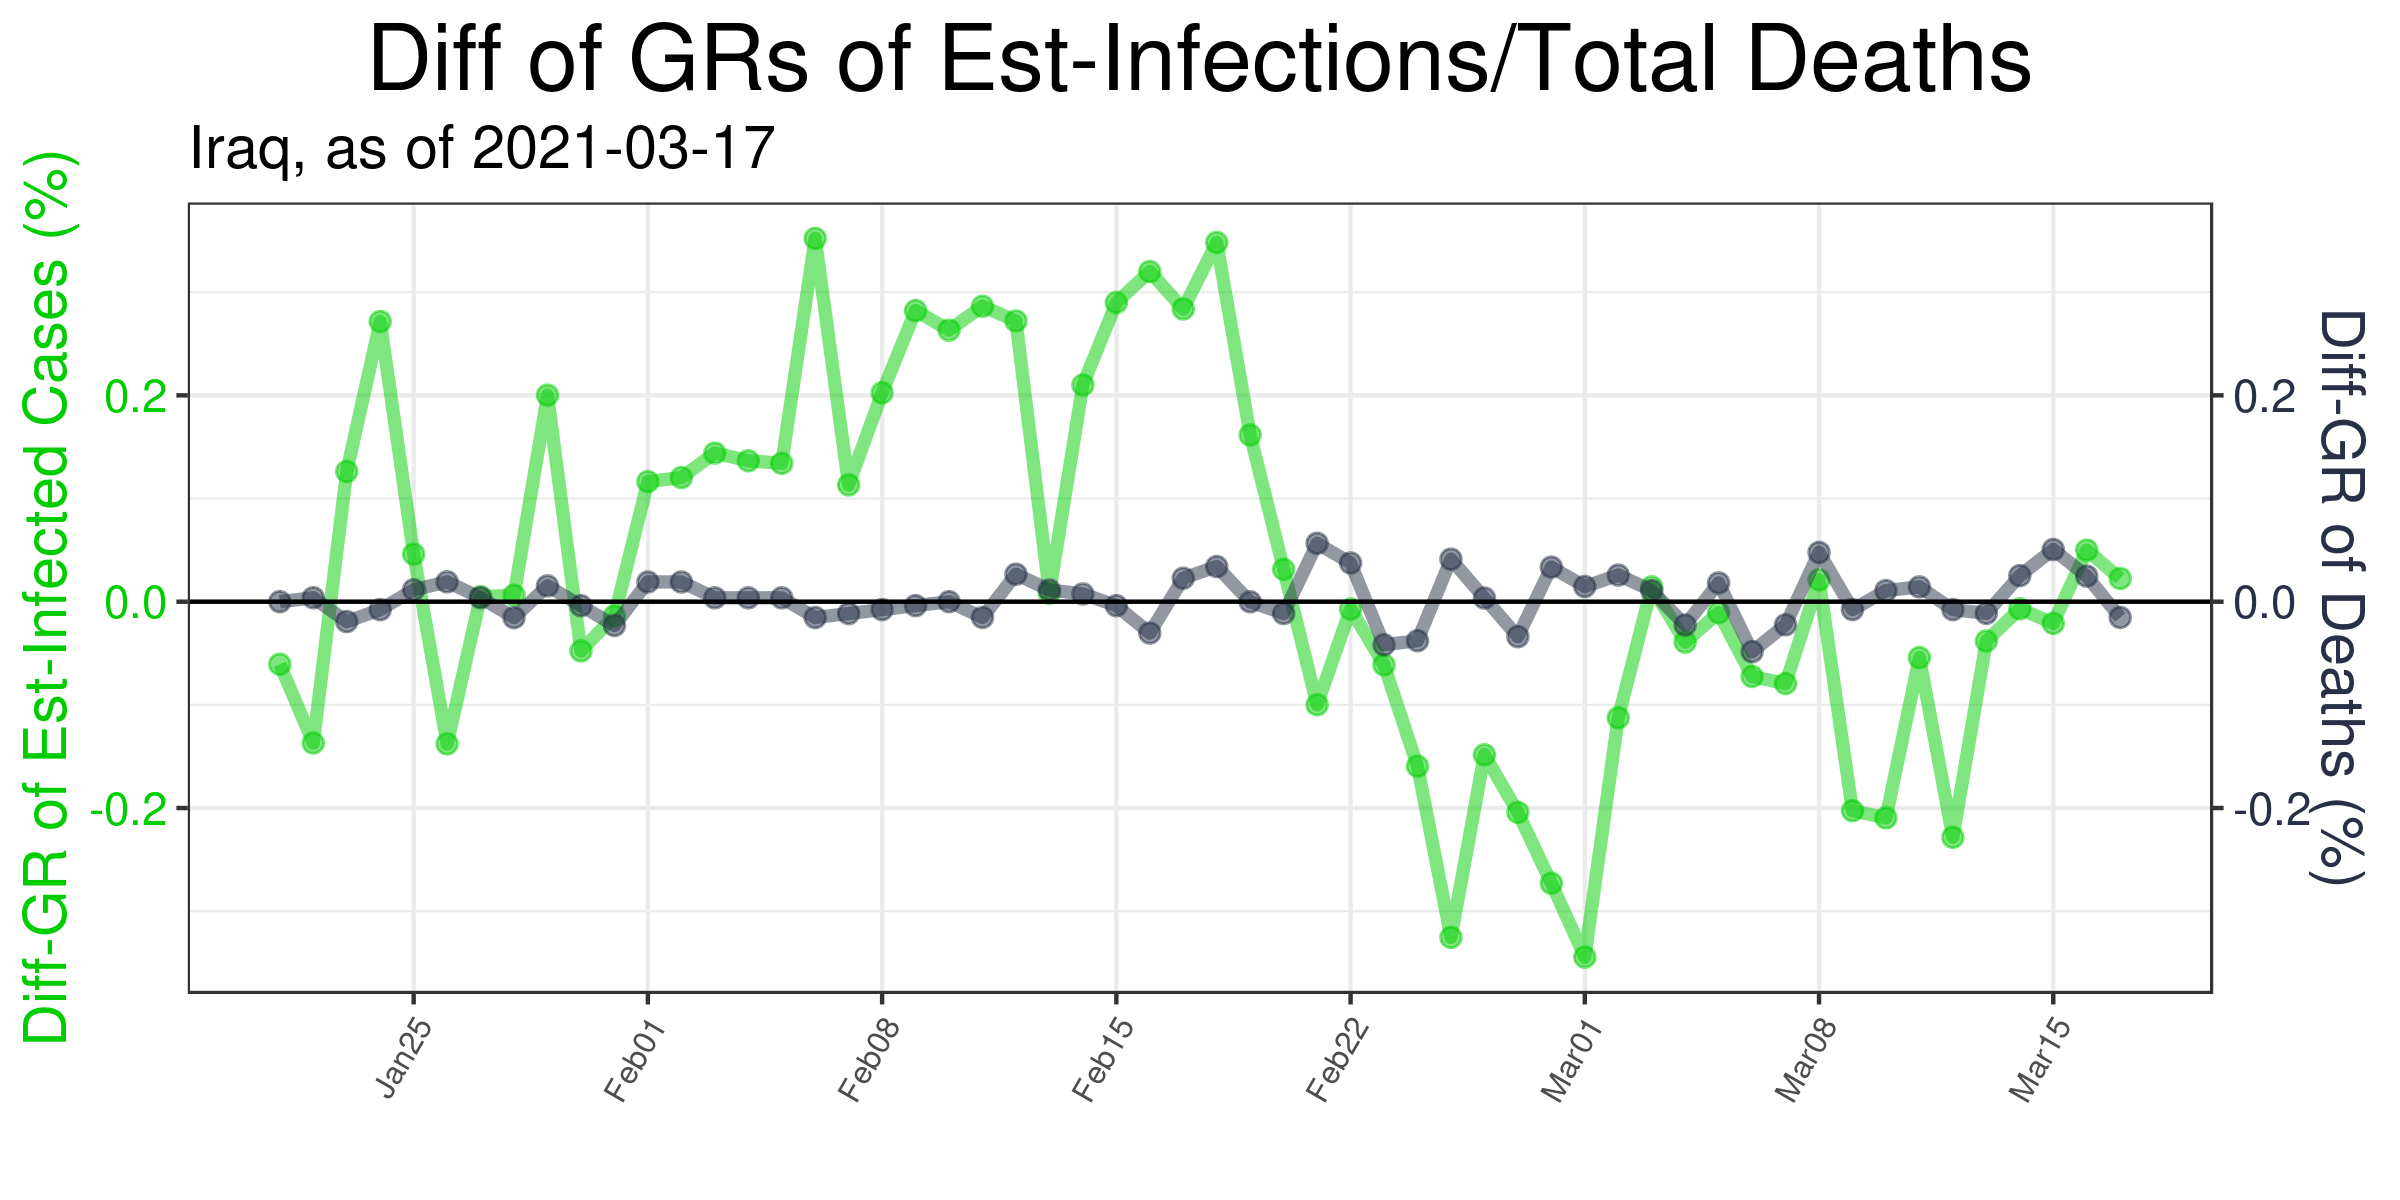 Diff of GRs of Est-Infections/Total Deaths
Iraq, as of 2021-03-17
Diff-GR of Est-Infected Cases (%)
0.2
0.0
-0.2
0.2
0.0
-0.2
Diff-GR of Deaths (%)
Jan25
Feb01
Feb08
Feb15
Feb22
Mar01
Mar08
Mar15